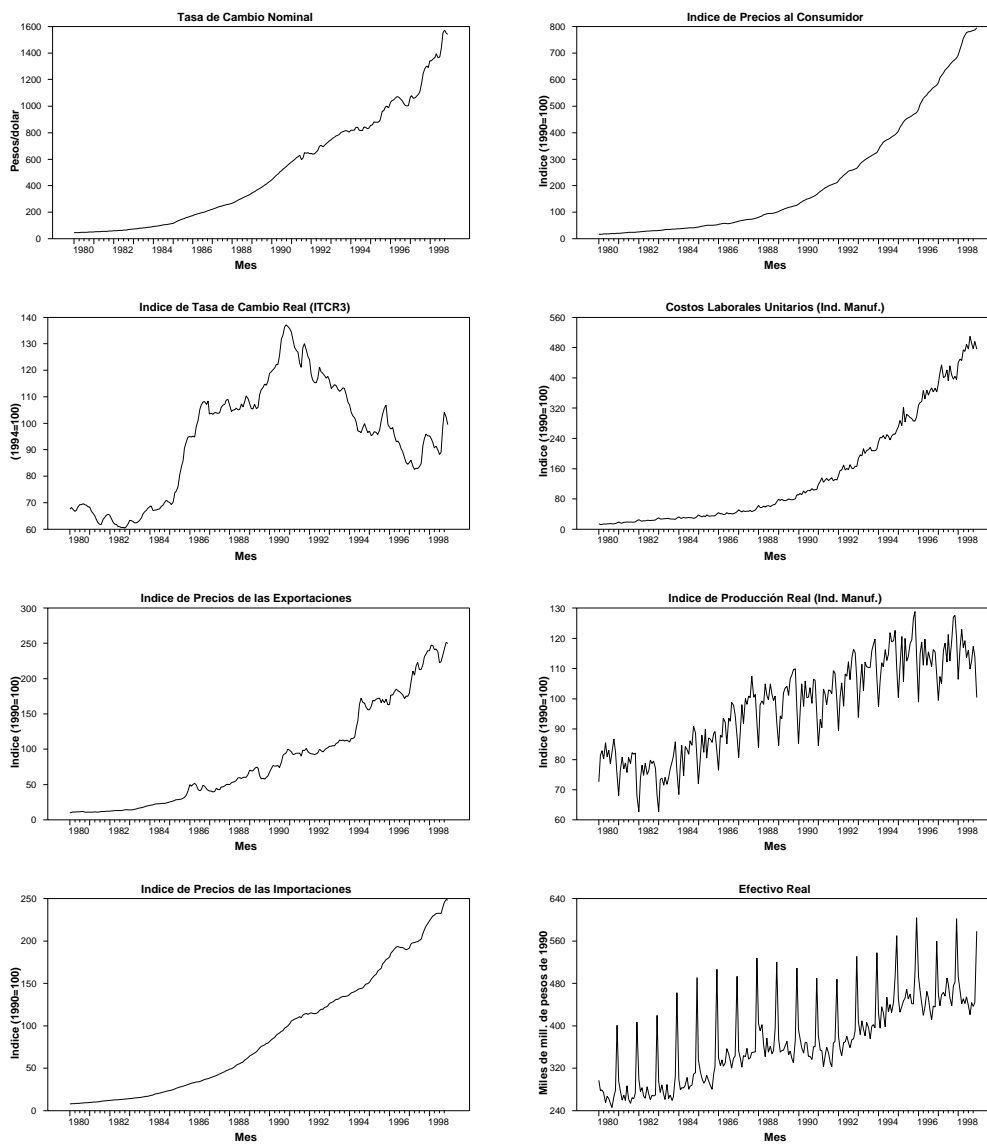 Tasa de Cambio Nominal
Pesos/dolar
1600
1400
1200
1000
800
600
400
200
0
1980 1982 1984 1986 1988 1990 1992 1994 1996 1998
Mes
Indice de Precios al Consumidor
Indice (1990=100)
800
700
600
500
400
300
200
100
0
1980 1982 1984 1986 1988 1990 1992 1994 1996 1998
Mes
Indice de Tasa de Cambio Real (ITCR3)
(1994=100)
140
130
120
110
100
90
80
70
60
1980 1982 1984 1986 1988 1990 1992 1994 1996 1998
Mes
Costos Laborales Unitarios (Ind. Manuf.)
Indice (1990=100)
560
480
400
320
240
160
80
0
1980 1982 1984 1986 1988 1990 1992 1994 1996 1998
Mes
Indice de Precios de las Exportaciones
Indice (1990=100)
300
250
200
150
100
50
0
1980 1982 1984 1986 1988 1990 1992 1994 1996 1998
Mes
Indice de Producción Real (Ind. Manuf.)
Indice (1990=100)
130
120
110
100
90
80
70
60
1980 1982 1984 1986 1988 1990 1992 1994 1996 1998
Mes
Indice de Precios de las Importaciones
Indice (1990=100)
250
200
150
100
50
0
1980 1982 1984 1986 1988 1990 1992 1994 1996 1998
Mes
Efectivo Real
Miles de mill. de pesos de 1990
640
560
480
400
320
240
1980 1982 1984 1986 1988 1990 1992 1994 1996 1998
Mes